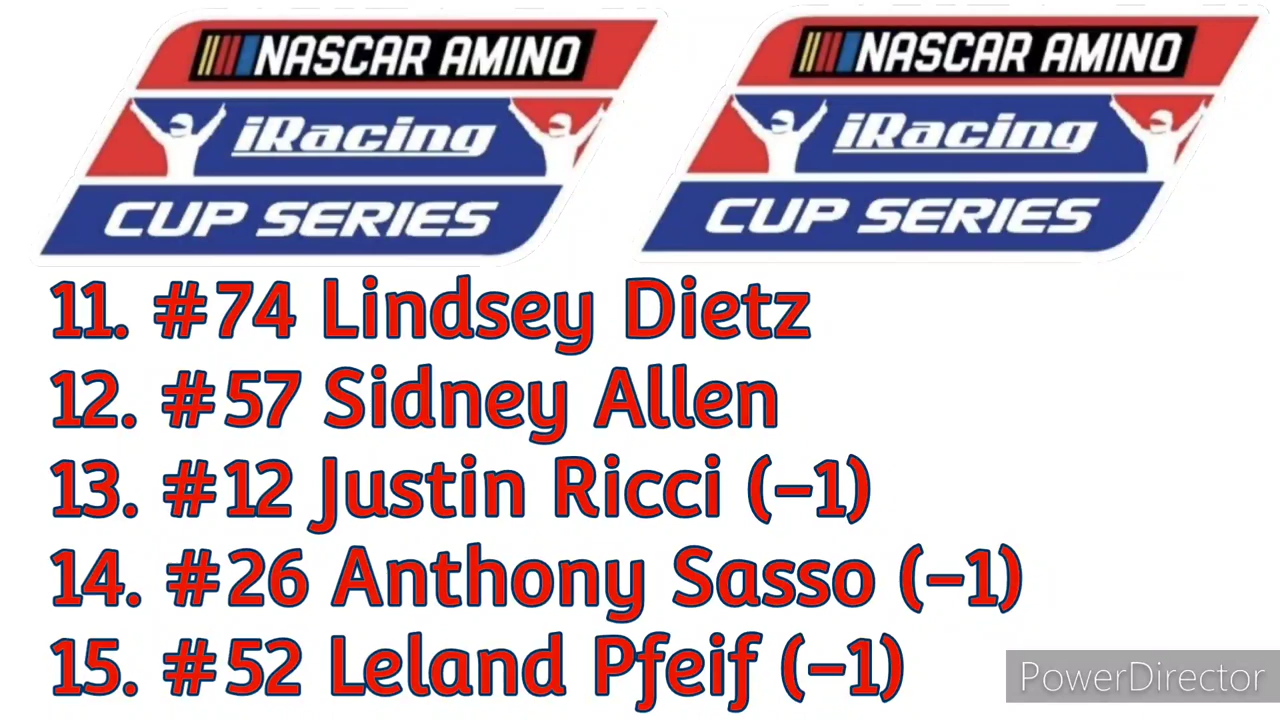 NASCAR AMINO
iRacing
CUP SERIES
NASCAR AMINO
iRacing
CUP SERIES
11. #74 Lindsey Dietz
12. #57 Sidney Allen
13. #12 Justin Ricci (-1)
14. #26 Anthony Sasso (-1)
15. #52 Leland Pfeif (-1)
PowerDirector